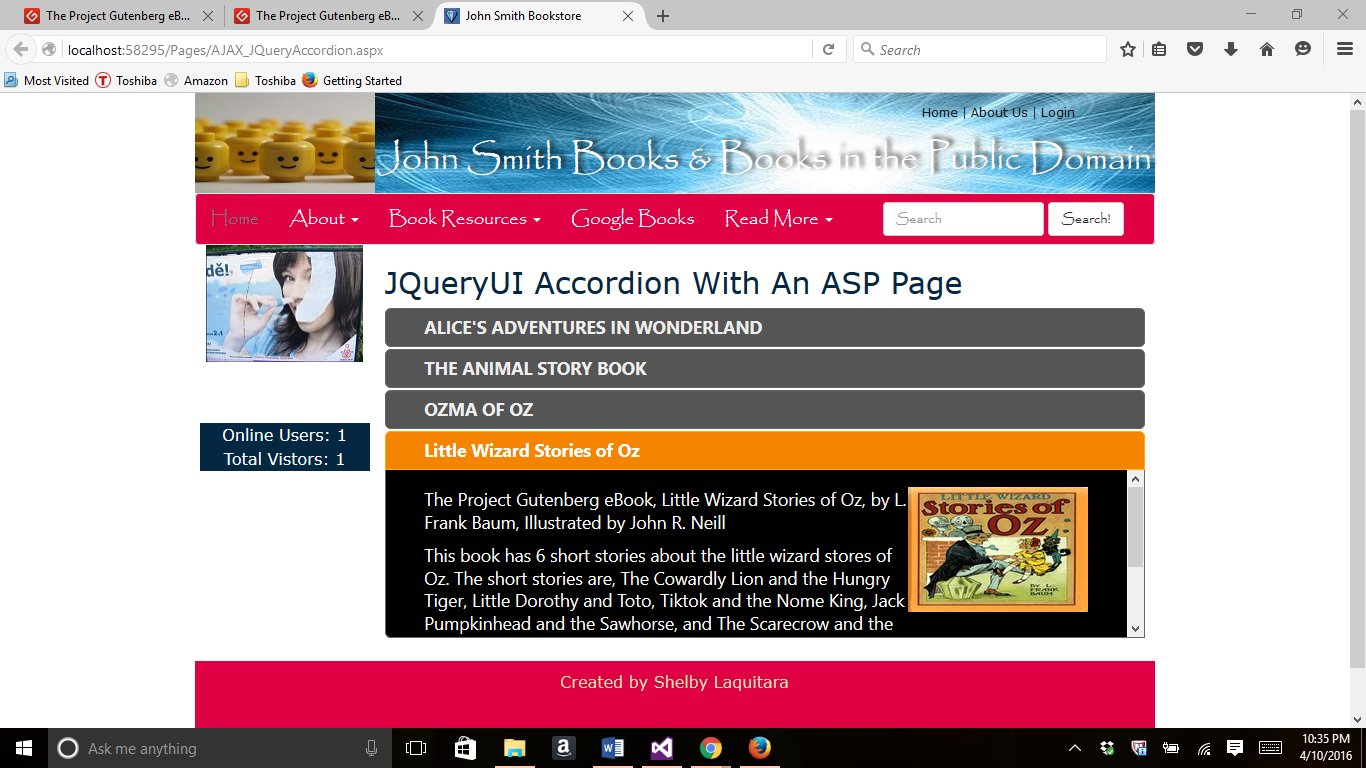 The Project Gutenberg eB...
The Project Gutenberg eB...
John Smith Bookstore
localhost:58295/Pages/AJAX_JQueryAccordion.aspx
Search
Most Visited
Toshiba
Amazon
Toshiba
Getting Started
Home | About Us | Login
John Smith Books & Books in the Public Domain
Home
About
Book Resources
Google Books
Read More
Search
Search!
dě!
JQueryUI Accordion With An ASP Page
ALICE'S ADVENTURES IN WONDERLAND
THE ANIMAL STORY BOOK
OZMA OF OZ
Online Users: 1
Total Vistors: 1
Little Wizard Stories of Oz
The Project Gutenberg eBook, Little Wizard Stories of Oz, by L.
Frank Baum, Illustrated by John R. Neill
This book has 6 short stories about the little wizard stores of
Oz. The short stories are, The Cowardly Lion and the Hungry
Tiger, Little Dorothy and Toto, Tiktok and the Nome King, Jack
Pumpkinhead and the Sawhorse, and The Scarecrow and the
LITTLE WIZARD
Stories of
OZ
BY L.
FRANK
BAUM
Created by Shelby Laquitara
Ask me anything
10:35 PM
4/10/2016